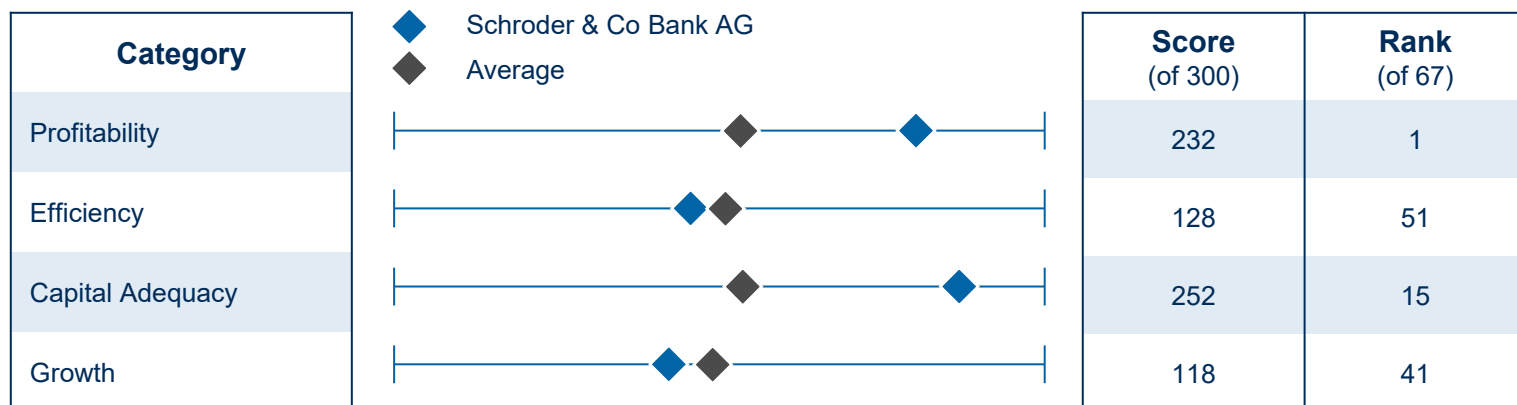 Category
Schroder & Co Bank AG
Average
Score
(of 300)
Rank
(of 67)
Profitability
232
1
Efficiency
128
51
Capital Adequacy
252
15
Growth
118
41